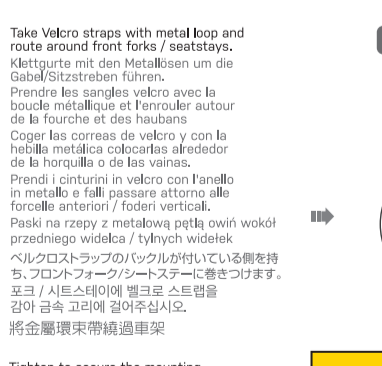 Take Velcro straps with metal loop and
route around front forks / seatstays.
Klettgurte mit den Metallösen um die
Gabel/Sitzstreben führen.
Prendre les sangles velcro avec la
boucle métallique et l'enrouler autour
de la fourche et des haubans
Coger las correas de velcro y con la
hebilla metálica colocarlas alrededor
de la horquilla o de las vainas.
Prendi i cinturini in velcro con l'anello
in metallo e falli passare attorno alle
forcelle anteriori / foderi verticali.
Paski na rzepy z metalową pętlą owiń wokół
przedniego widelca / tylnych widełek
ベルクロストラップのバックルが付いている側を持
ち、フロントフォーク/シートステーに巻きつけます。
포크 / 시트스테이에 벨크로 스트랩을
감아 금속 고리에 걸어주십시오.
將金屬環束帶繞過車架
Tighten to secure the mounting